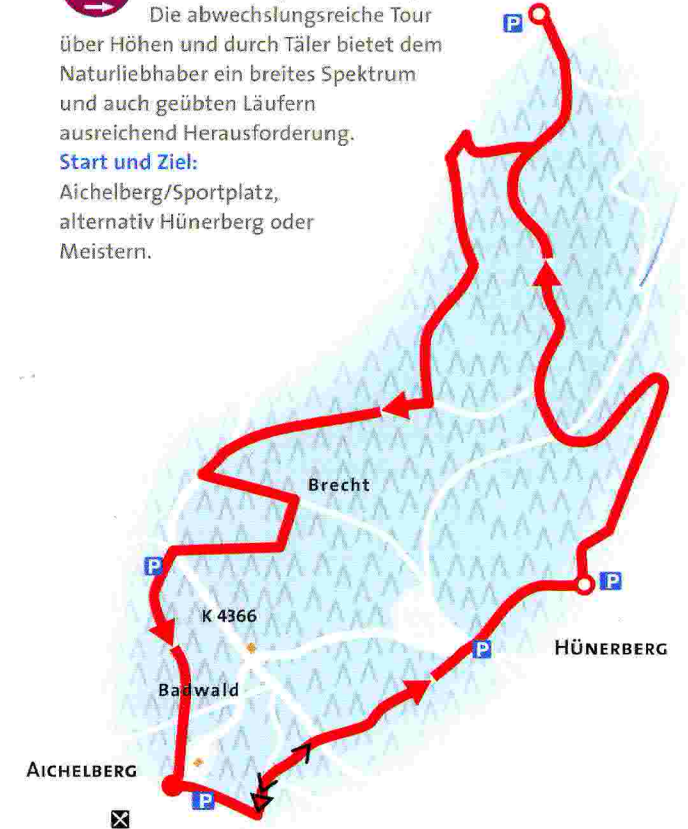 Die abwechslungsreiche Tour
über Höhen und durch Täler bietet dem
Naturliebhaber ein breites Spektrum
und auch geübten Läufern
ausreichend Herausforderung.
Start und Ziel:
Aichelberg/Sportplatz,
alternativ Hünerberg oder
Meistern.
P
Brecht
P
P
K 4366
HÜNERBERG
P
Badwald
AICHELBERG
P